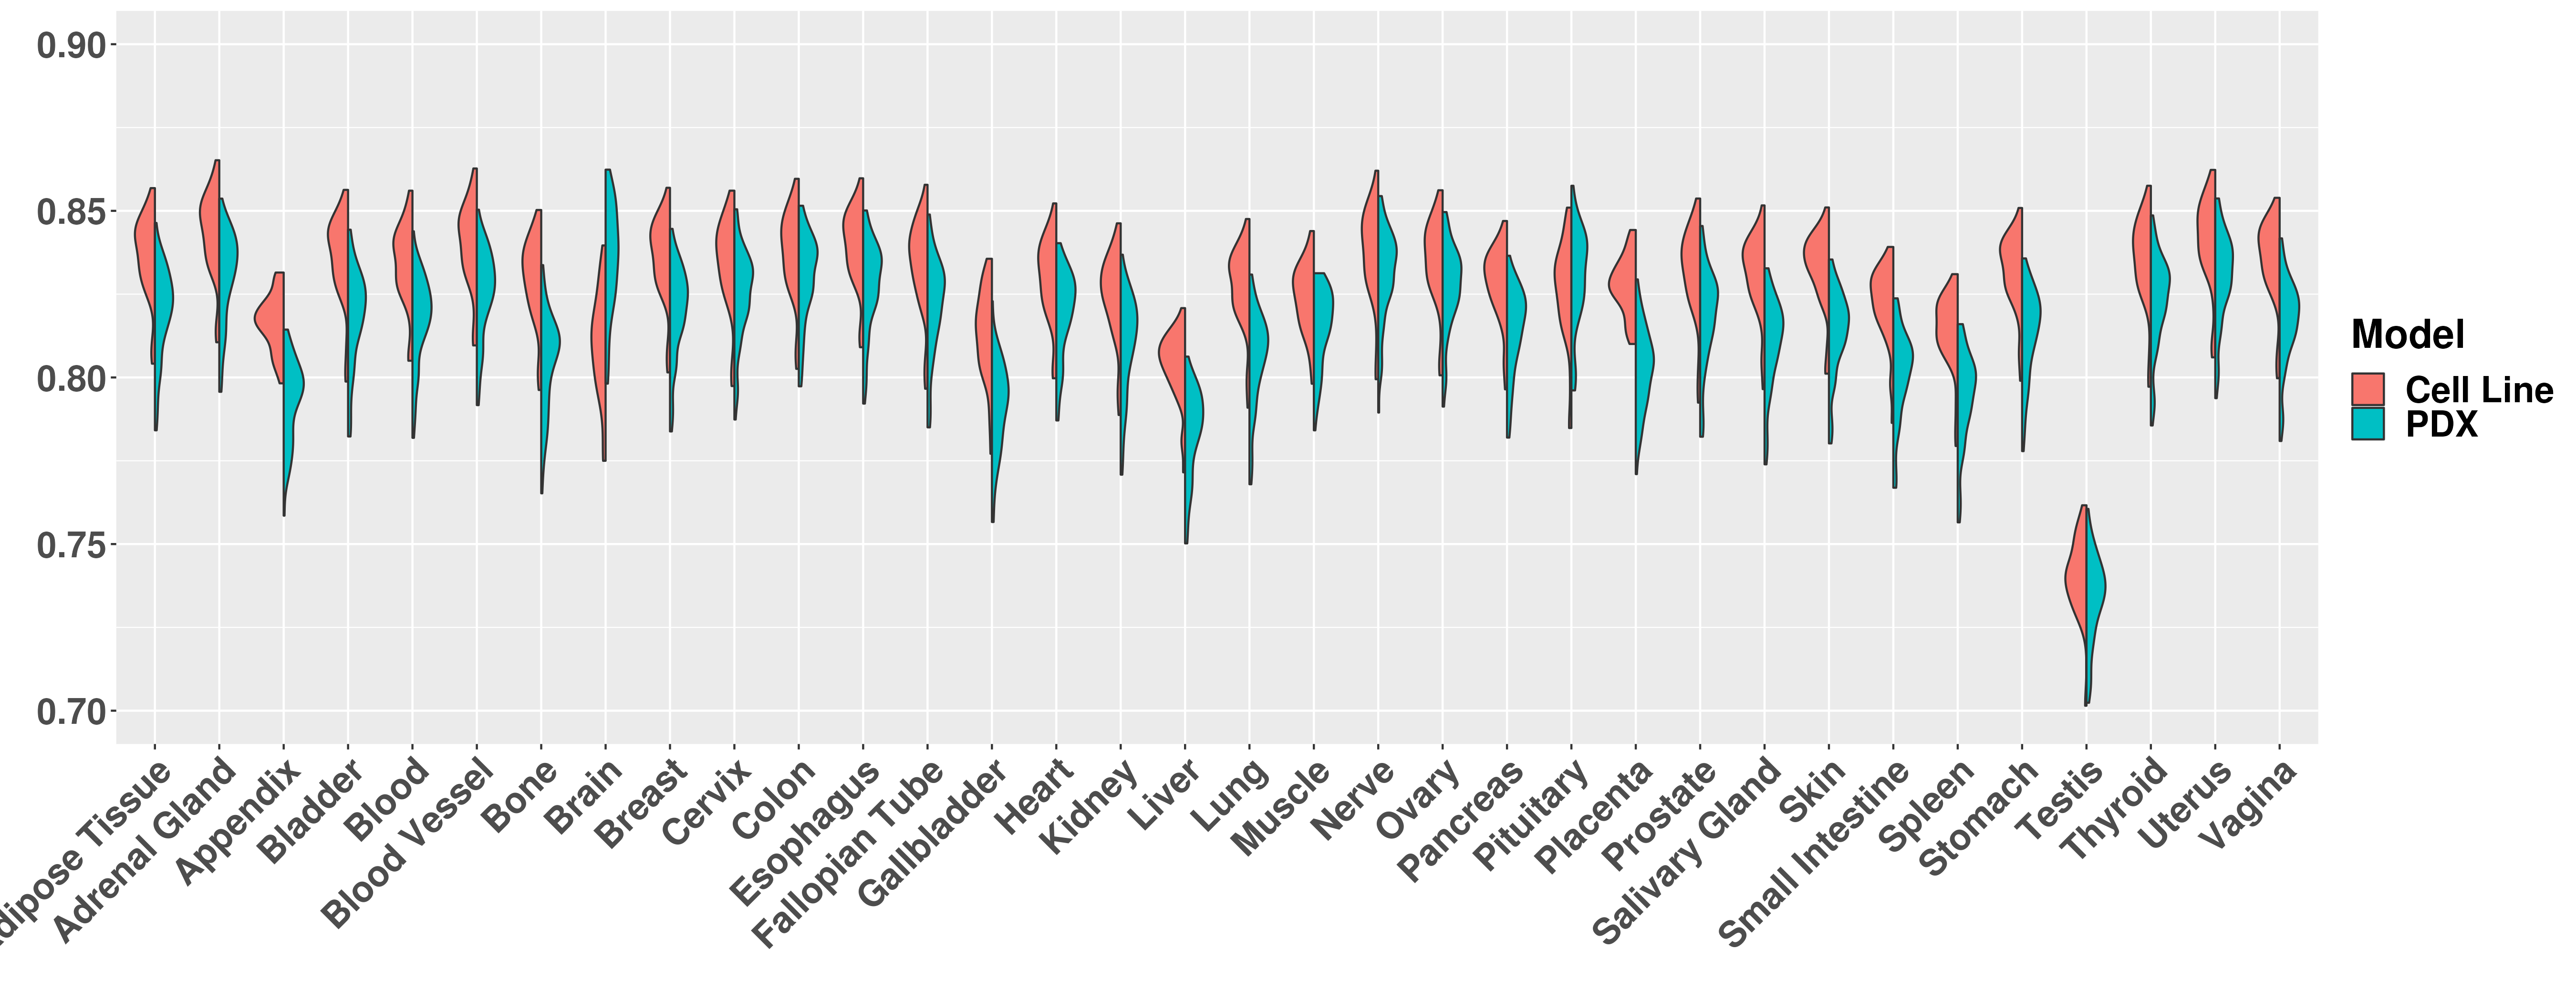 0.90
0.85
0.80
0.75
0.70
dipose Tissue
Adrenal Gland
Appendix
Bladder
Blood
Blood Vessel
Bone
Brain
Breast
Cervix
Colon
Esophagus
Fallopian Tube
Gallbladder
Heart
Kidney
Liver
Lung
Muscle
Nerve
Ovary
Pancreas
Pituitary
Placenta
Prostate
Salivary Gland
Skin
Small Intestine
Spleen
Stomach
Testis
Thyroid
Uterus
Vagina
Model
Cell Line
PDX